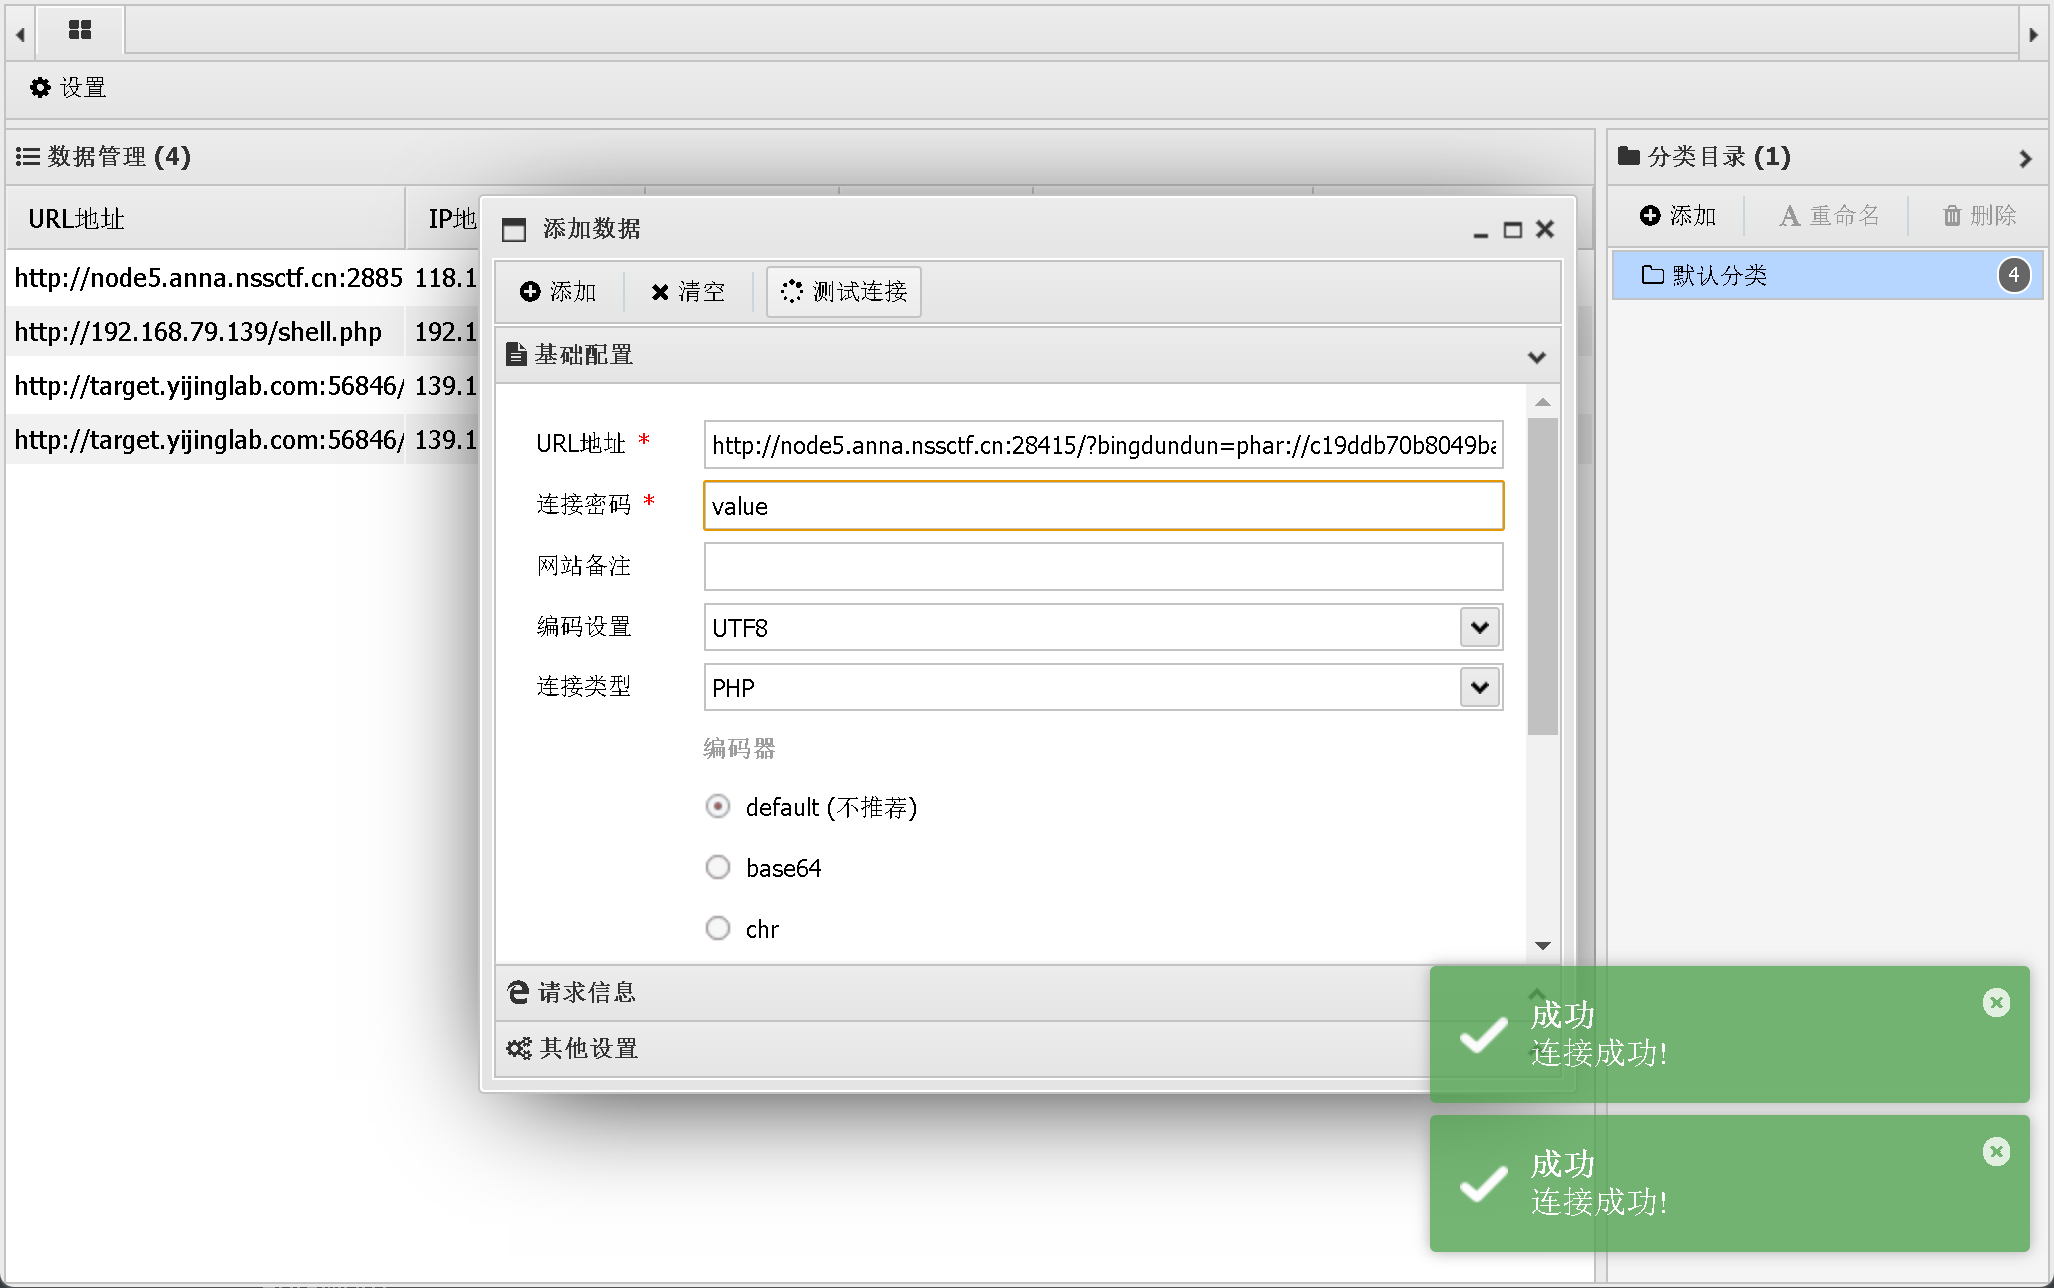 设置
数据管理 (4)
URL地址 IP地
http://node5.anna.nssctf.cn:2885 118.1
http://192.168.79.139/shell.php 192.1
http://target.yijinglab.com:56846/ 139.1
http://target.yijinglab.com:56846/ 139.1
添加数据
添加 清空 测试连接
基础配置
URL地址 * http://node5.anna.nssctf.cn:28415/?bingdundun=phar://c19ddb70b8049ba
连接密码 * value
网站备注
编码设置 UTF8
连接类型 PHP
编码器
default (不推荐)
base64
chr
请求信息
其他设置
分类目录 (1)
添加 重命名 删除
默认分类 4
成功
连接成功!
成功
连接成功!